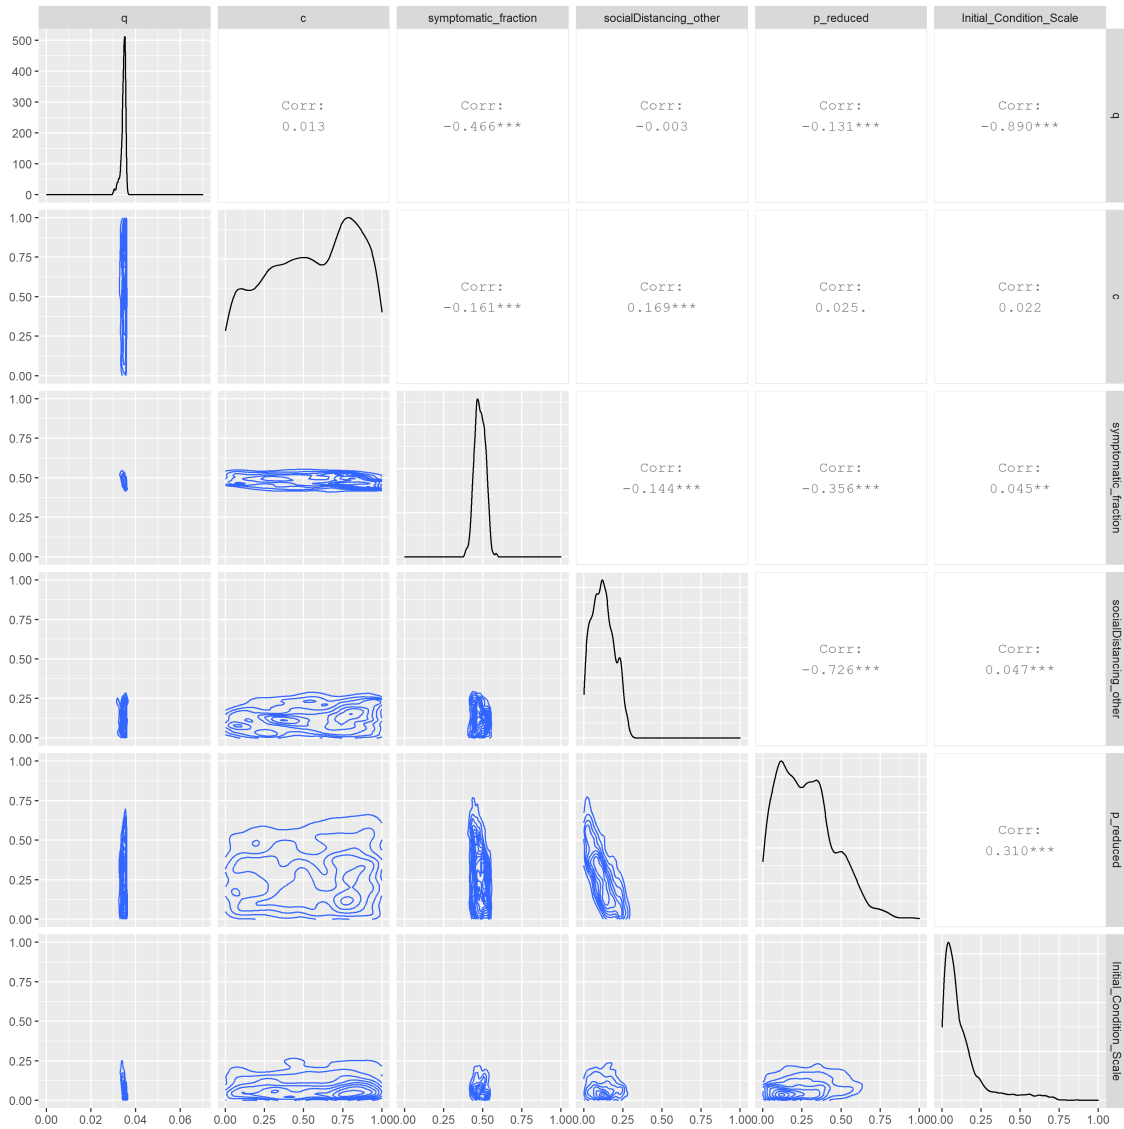 q
c
symptomatic_fraction
socialDistancing_other
p_reduced
Initial_Condition_Scale
500
400
300
200
100
0
Corr:
0.013
Corr:
-0.466***
Corr:
-0.003
Corr:
-0.131***
Corr:
-0.890***
q
1.00
0.75
0.50
0.25
0.00
Corr:
-0.161***
Corr:
0.169***
Corr:
0.025.
Corr:
0.022
c
1.00
0.75
0.50
0.25
0.00
Corr:
-0.144***
Corr:
-0.356***
Corr:
0.045**
symptomatic_fraction
1.00
0.75
0.50
0.25
0.00
Corr:
-0.726***
Corr:
0.047***
socialDistancing_other
1.00
0.75
0.50
0.25
0.00
Corr:
0.310***
p_reduced
1.00
0.75
0.50
0.25
0.00
Initial_Condition_Scale
0.00 0.02 0.04 0.06
0.00 0.25 0.50 0.75 1.00
0.00 0.25 0.50 0.75 1.00
0.00 0.25 0.50 0.75 1.00
0.00 0.25 0.50 0.75 1.00
0.00 0.25 0.50 0.75 1.00